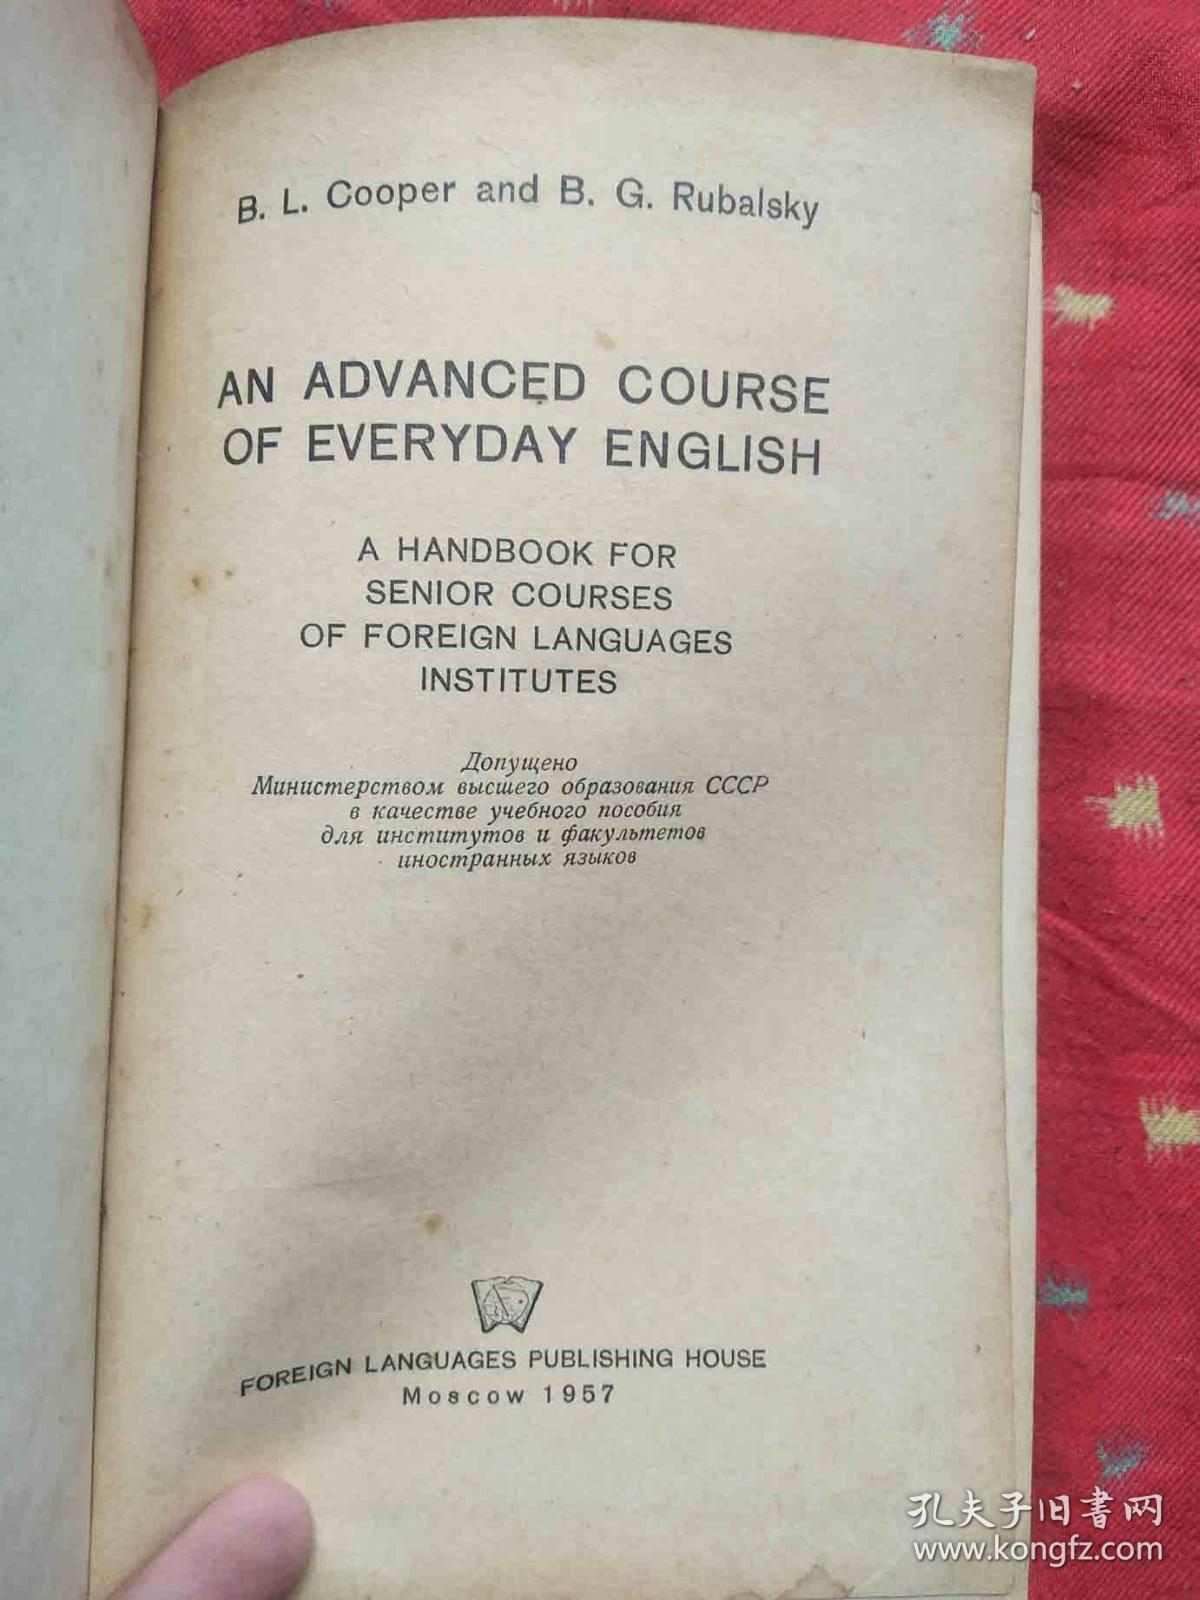 B. L. Cooper and B. G. Rubalsky
AN ADVANCED COURSE
OF EVERYDAY ENGLISH
A HANDBOOK FOR
SENIOR COURSES
OF FOREIGN LANGUAGES
INSTITUTES
Допущено
Министерством высшего образования СССР
в качестве учебного пособия
для институтов и факультетов
иностранных языков
FOREIGN LANGUAGES PUBLISHING HOUSE
Moscow 1957
孔夫子旧书网
www.kongfz.com